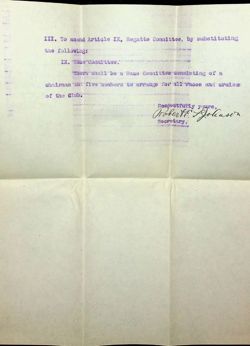 III. To amend Article IX, Regatta Committee, by substituting
the following:
IX. "Race Committee."
There shall be a Race Committee consisting of a
chairman and five members to arrange for all races and cruises
of the Club.
Respectfully yours,
Robert F. Johnson
Secretary.